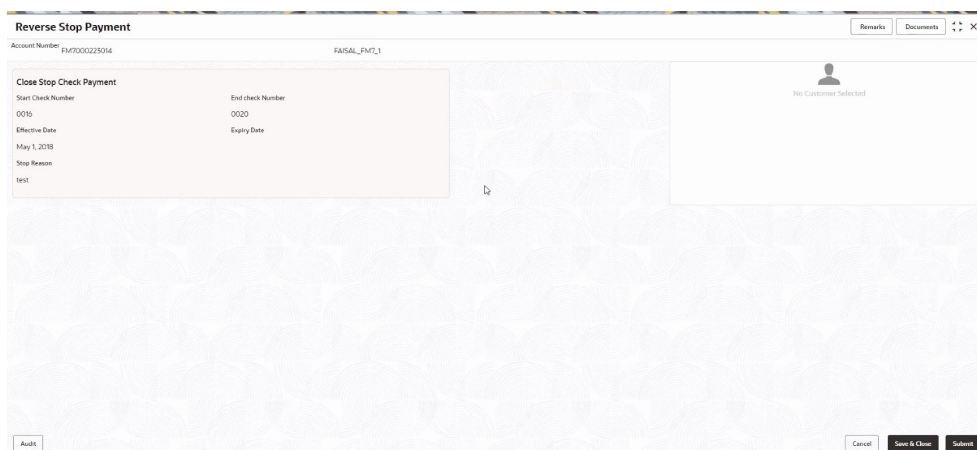 Reverse Stop Payment
Remarks
Documents
Account Number FM7000223014 FAISAL_FM7_1
Close Stop Check Payment
Start Check Number End check Number
0016 0020
Effective Date Expiry Date
May 1, 2018
Stop Reason
test
No Customer Selected
Audit
Cancel
Save & Close
Submit